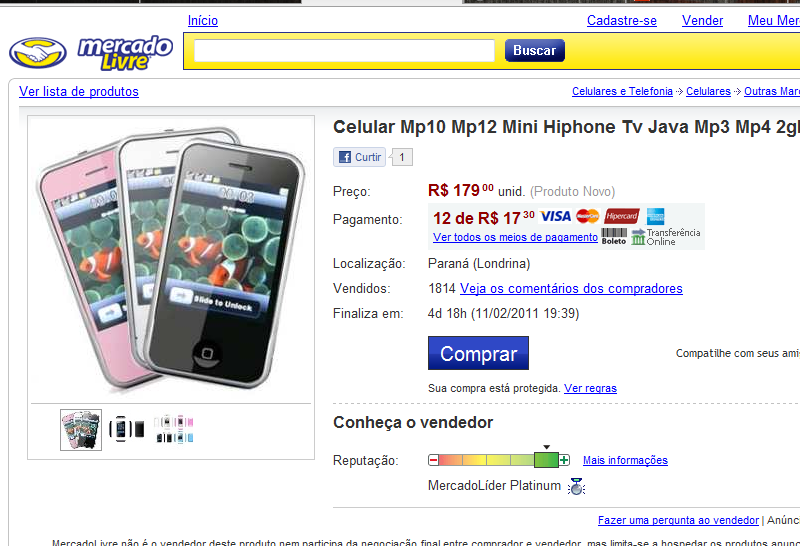 Início
Cadastre-se Vender Meu Mer
mercado
Livre
Buscar
Ver lista de produtos
Celulares e Telefonia Celulares Outras Mar
Celular Mp10 Mp12 Mini Hiphone Tv Java Mp3 Mp4 2gl
Curtir 1
Preço: R$ 179 00 unid. (Produto Novo)
Pagamento: 12 de R$ 17 30 VISA MasterCard Hipercard
Ver todos os meios de pagamento Boleto Transferência Online
Localização: Paraná (Londrina)
Vendidos: 1814 Veja os comentários dos compradores
Finaliza em: 4d 18h (11/02/2011 19:39)
Slide to Unlock
Comprar
Compatilhe com seus ami
Sua compra está protegida. Ver regras
Conheça o vendedor
Reputação: Mais informações
MercadoLíder Platinum
Fazer uma pergunta ao vendedor | Anúnc
MercadoLivre não é o vendedor deste produto nem participa da negociação final entre comprador e vendedor, mas limita-se a hospedar os produtos anunc